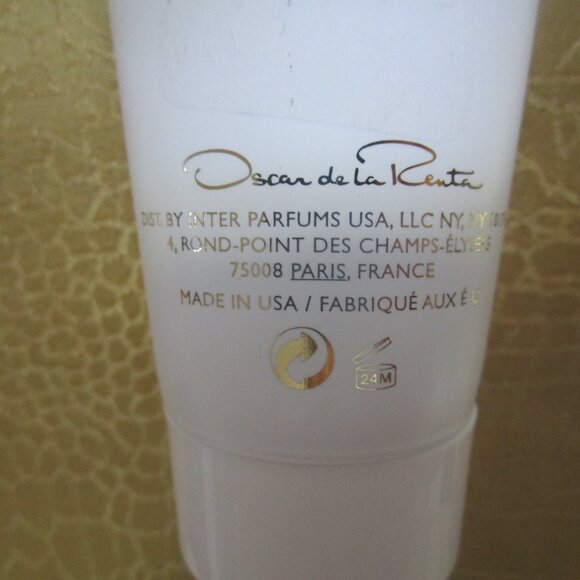 Oscar de la Renta
DIST. BY INTER PARFUMS USA, LLC NY, NY
4, ROND-POINT DES CHAMPS-ÉLYSÉES
75008 PARIS, FRANCE
MADE IN USA / FABRIQUÉ AUX
24M